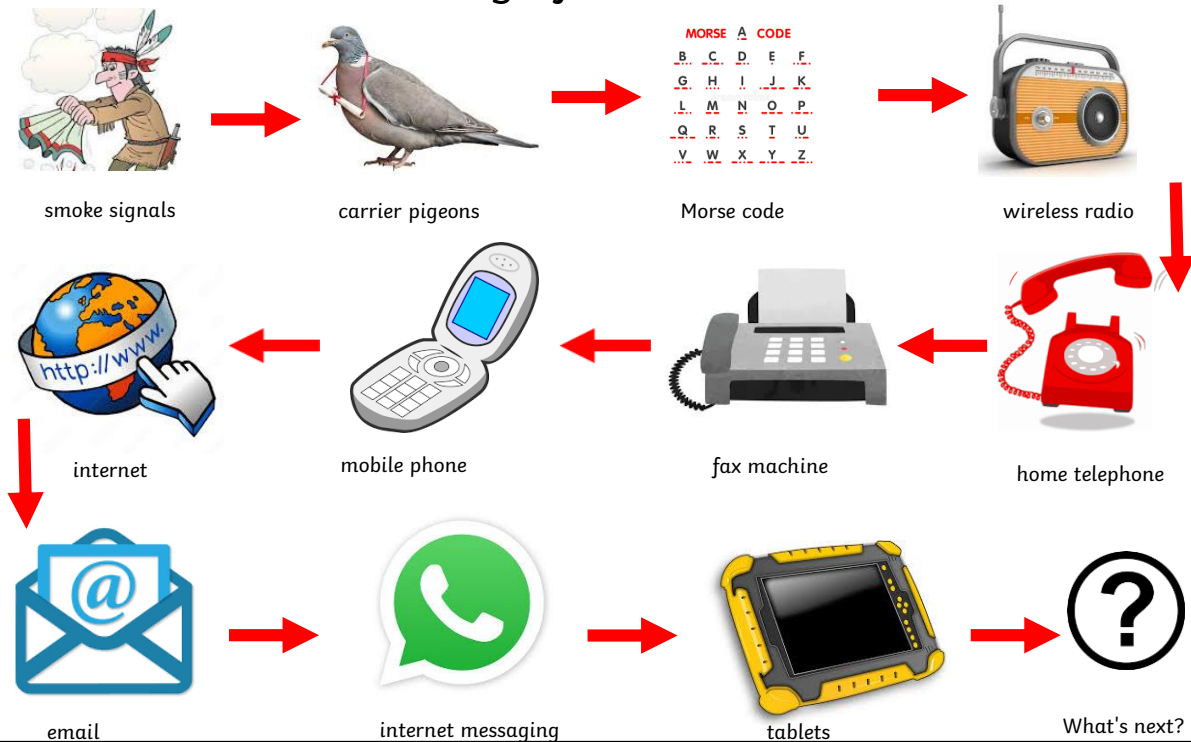 MORSE A CODE
B C D E F
G H I J K
L M N O P
Q R S T U
V W X Y Z
smoke signals
carrier pigeons
Morse code
wireless radio
http://www.
internet
mobile phone
fax machine
home telephone
@
?
email
internet messaging
tablets
What's next?